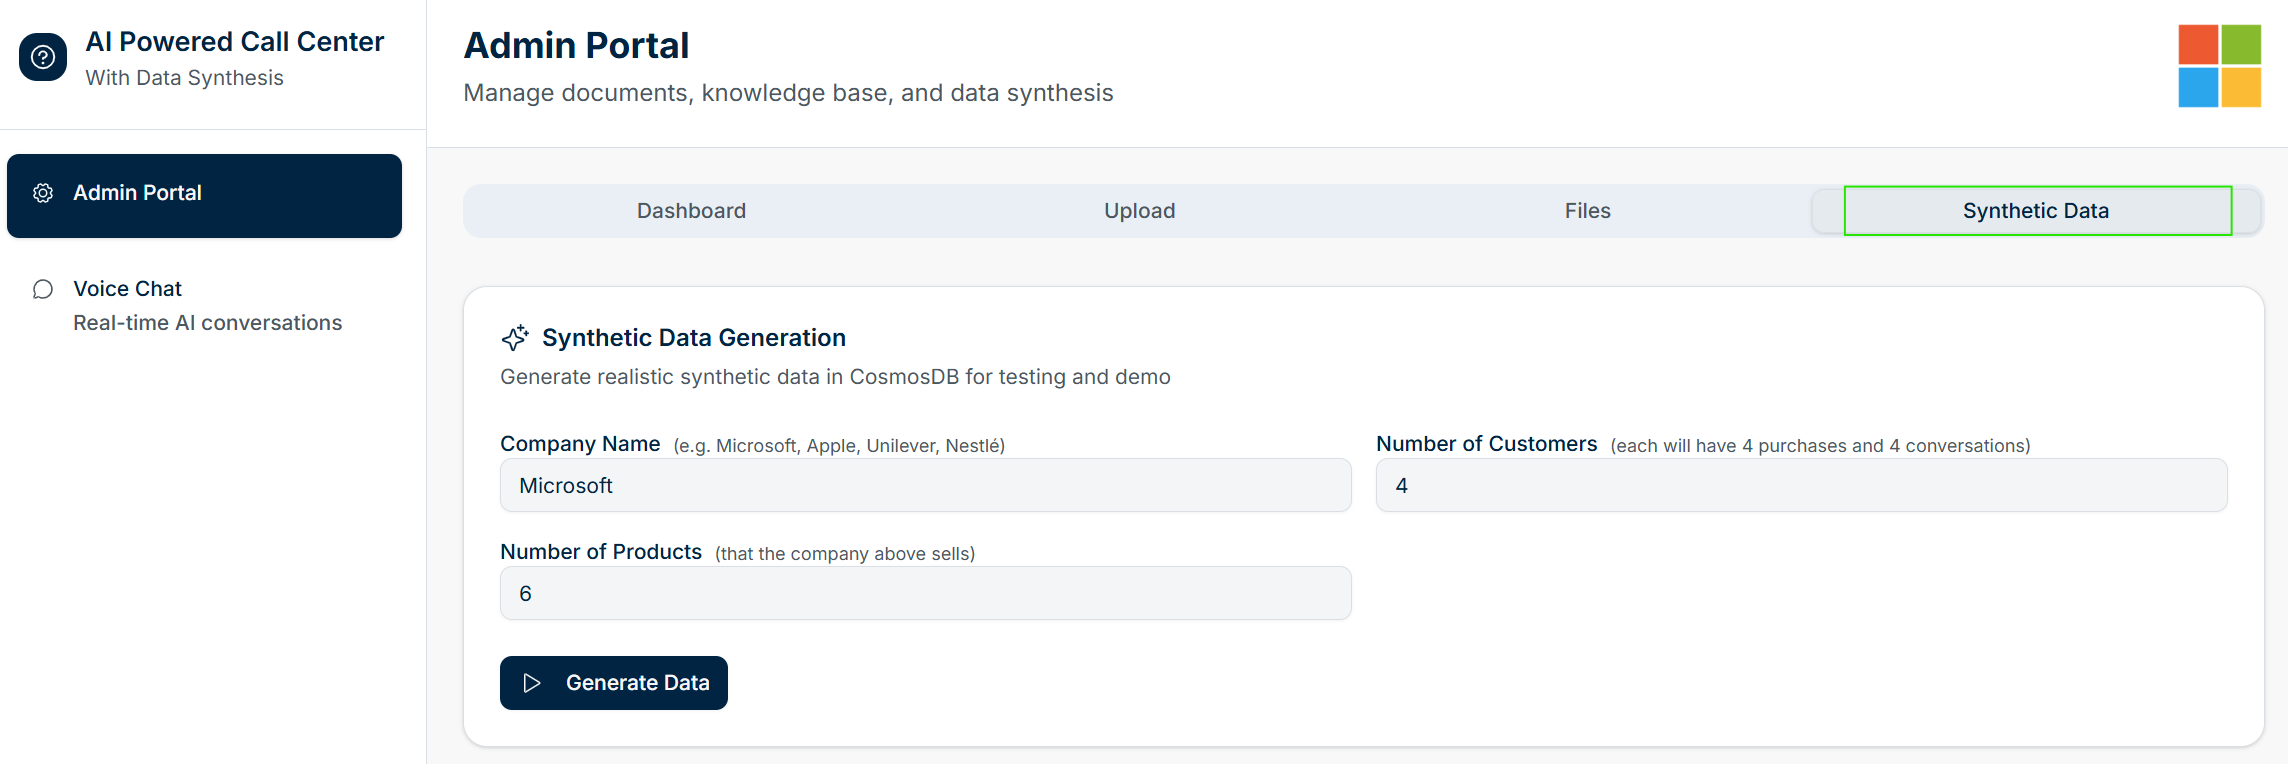 AI Powered Call Center
With Data Synthesis
Admin Portal
Voice Chat
Real-time AI conversations
Admin Portal
Manage documents, knowledge base, and data synthesis
Dashboard Upload Files Synthetic Data
Synthetic Data Generation
Generate realistic synthetic data in CosmosDB for testing and demo
Company Name (e.g. Microsoft, Apple, Unilever, Nestlé)
Microsoft
Number of Customers (each will have 4 purchases and 4 conversations)
4
Number of Products (that the company above sells)
6
Generate Data